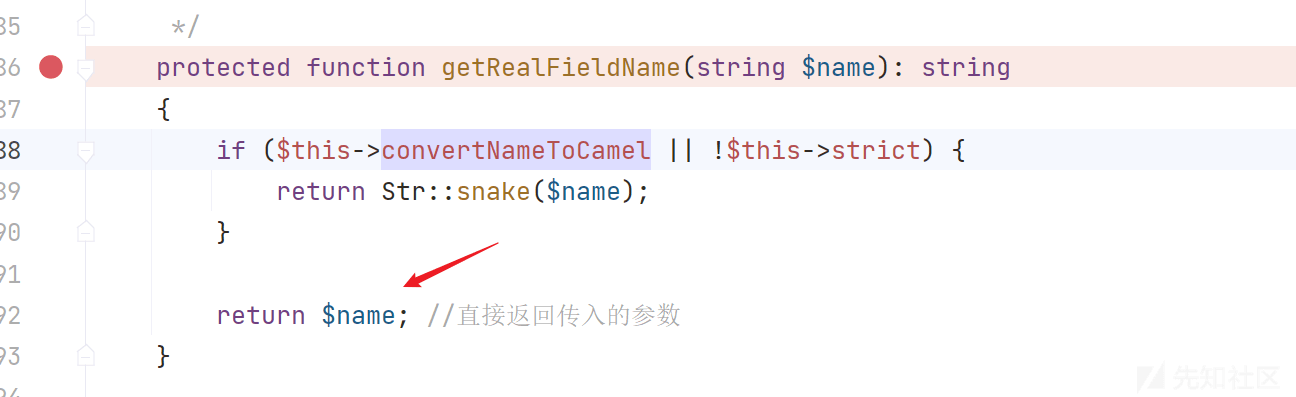 35 */
36 protected function getRealFieldName(string $name): string
37 {
38 if ($this->convertNameToCamel || !$this->strict) {
39 return Str::snake($name);
90 }
91
92 return $name; //直接返回传入的参数
93 }
94
先知社区